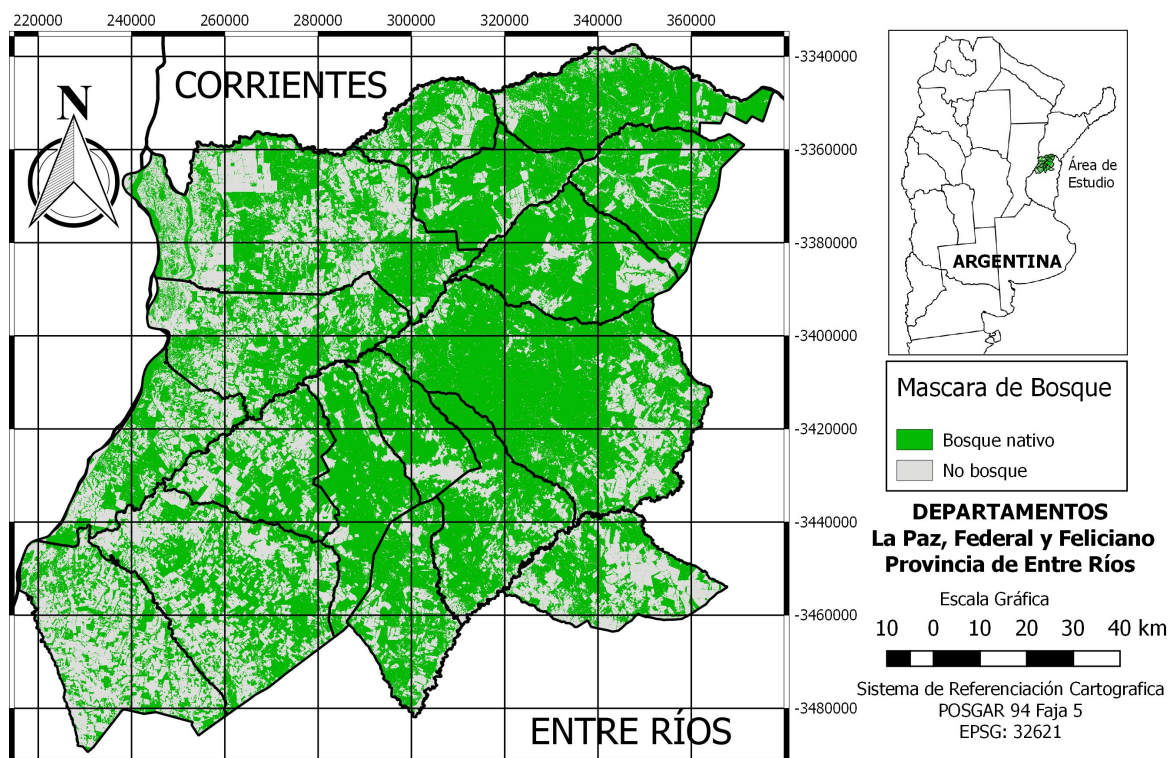 220000 240000 260000 280000 300000 320000 340000 360000
N
CORRIENTES
ENTRE RÍOS
-3340000
-3360000
-3380000
-3400000
-3420000
-3440000
-3460000
-3480000
Área de
Estudio
ARGENTINA
Mascara de Bosque
Bosque nativo
No bosque
DEPARTAMENTOS
La Paz, Federal y Feliciano
Provincia de Entre Ríos
Escala Gráfica
10 0 10 20 30 40 km
Sistema de Referenciación Cartografica
POSGAR 94 Faja 5
EPSG: 32621